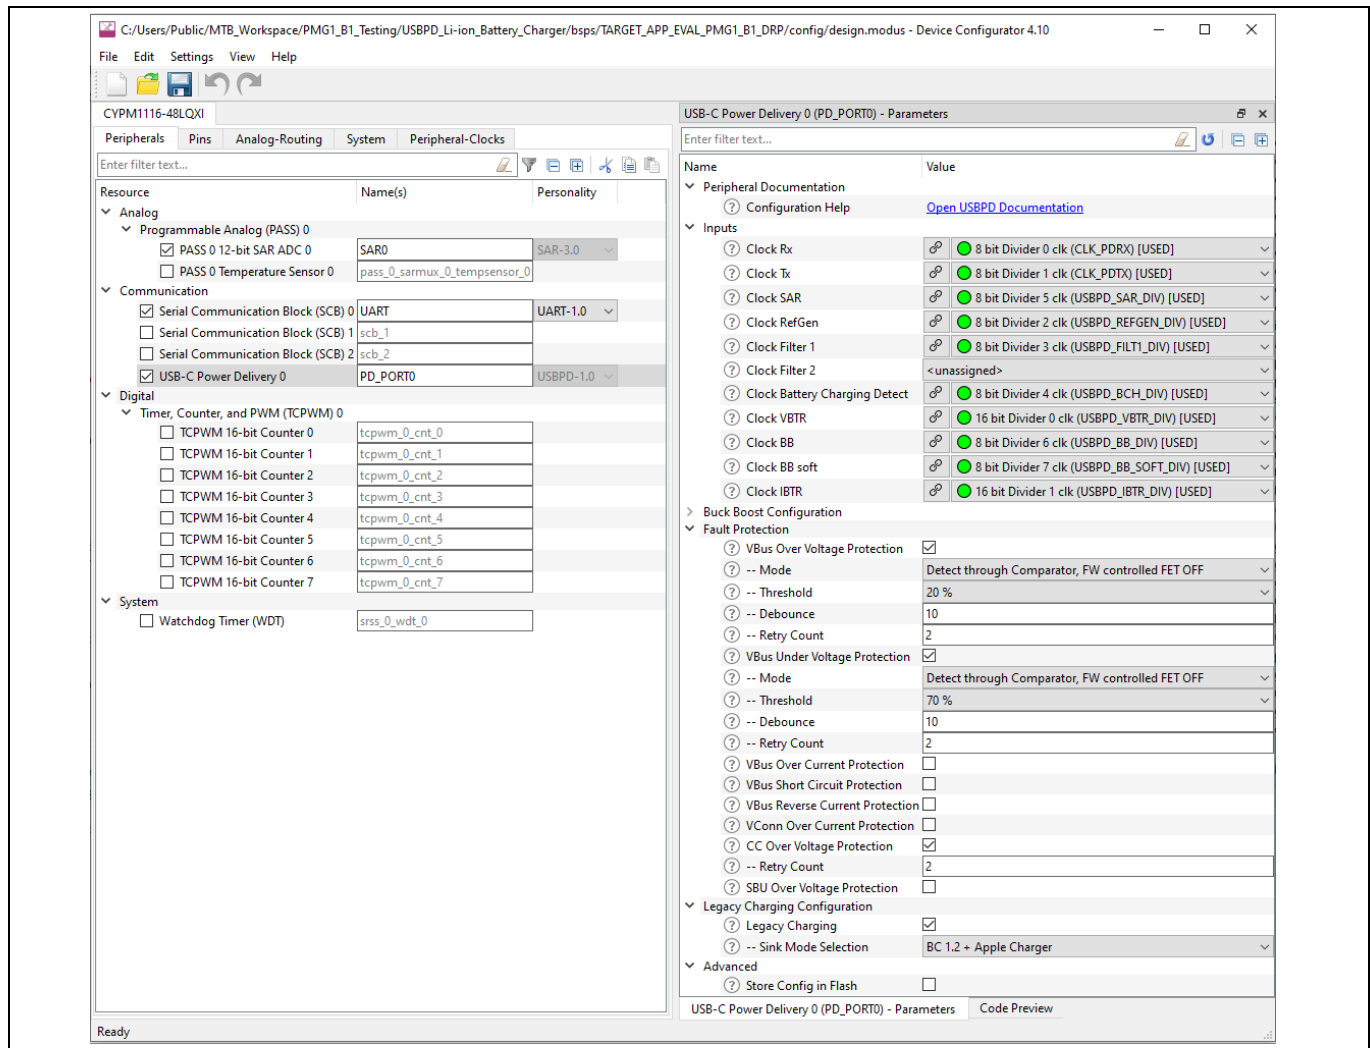 C:/Users/Public/MTB_Workspace/PMG1_B1_Testing/USBPD_Li-ion_Battery_Charger/bsps/TARGET_APP_EVAL_PMG1_B1_DRP/config/design.modus - Device Configurator 4.10
File Edit Settings View Help
CYPM1116-48LQXI
Peripherals Pins Analog-Routing System Peripheral-Clocks
Enter filter text...
Resource Name(s) Personality
Analog
Programmable Analog (PASS) 0
PASS 0 12-bit SAR ADC 0 SAR0 SAR-3.0
PASS 0 Temperature Sensor 0 pass_0_sarmux_0_tempsensor_0
Communication
Serial Communication Block (SCB) 0 UART UART-1.0
Serial Communication Block (SCB) 1 scb_1
Serial Communication Block (SCB) 2 scb_2
USB-C Power Delivery 0 PD_PORT0 USBPD-1.0
Digital
Timer, Counter, and PWM (TCPWM) 0
TCPWM 16-bit Counter 0 tcpwm_0_cnt_0
TCPWM 16-bit Counter 1 tcpwm_0_cnt_1
TCPWM 16-bit Counter 2 tcpwm_0_cnt_2
TCPWM 16-bit Counter 3 tcpwm_0_cnt_3
TCPWM 16-bit Counter 4 tcpwm_0_cnt_4
TCPWM 16-bit Counter 5 tcpwm_0_cnt_5
TCPWM 16-bit Counter 6 tcpwm_0_cnt_6
TCPWM 16-bit Counter 7 tcpwm_0_cnt_7
System
Watchdog Timer (WDT) srss_0_wdt_0
USB-C Power Delivery 0 (PD_PORT0) - Parameters
Enter filter text...
Name Value
Peripheral Documentation
Configuration Help Open USBPD Documentation
Inputs
Clock Rx 8 bit Divider 0 clk (CLK_PDRX) [USED]
Clock Tx 8 bit Divider 1 clk (CLK_PDTX) [USED]
Clock SAR 8 bit Divider 5 clk (USBPD_SAR_DIV) [USED]
Clock RefGen 8 bit Divider 2 clk (USBPD_REFGEN_DIV) [USED]
Clock Filter 1 8 bit Divider 3 clk (USBPD_FILT1_DIV) [USED]
Clock Filter 2 <unassigned>
Clock Battery Charging Detect 8 bit Divider 4 clk (USBPD_BCH_DIV) [USED]
Clock VBTR 16 bit Divider 0 clk (USBPD_VBTR_DIV) [USED]
Clock BB 8 bit Divider 6 clk (USBPD_BB_DIV) [USED]
Clock BB soft 8 bit Divider 7 clk (USBPD_BB_SOFT_DIV) [USED]
Clock IBTR 16 bit Divider 1 clk (USBPD_IBTR_DIV) [USED]
Buck Boost Configuration
Fault Protection
VBus Over Voltage Protection
-- Mode Detect through Comparator, FW controlled FET OFF
-- Threshold 20 %
-- Debounce 10
-- Retry Count 2
VBus Under Voltage Protection
-- Mode Detect through Comparator, FW controlled FET OFF
-- Threshold 70 %
-- Debounce 10
-- Retry Count 2
VBus Over Current Protection
VBus Short Circuit Protection
VBus Reverse Current Protection
VConn Over Current Protection
CC Over Voltage Protection
-- Retry Count 2
SBU Over Voltage Protection
Legacy Charging Configuration
Legacy Charging
-- Sink Mode Selection BC 1.2 + Apple Charger
Advanced
Store Config in Flash
USB-C Power Delivery 0 (PD_PORT0) - Parameters Code Preview
Ready